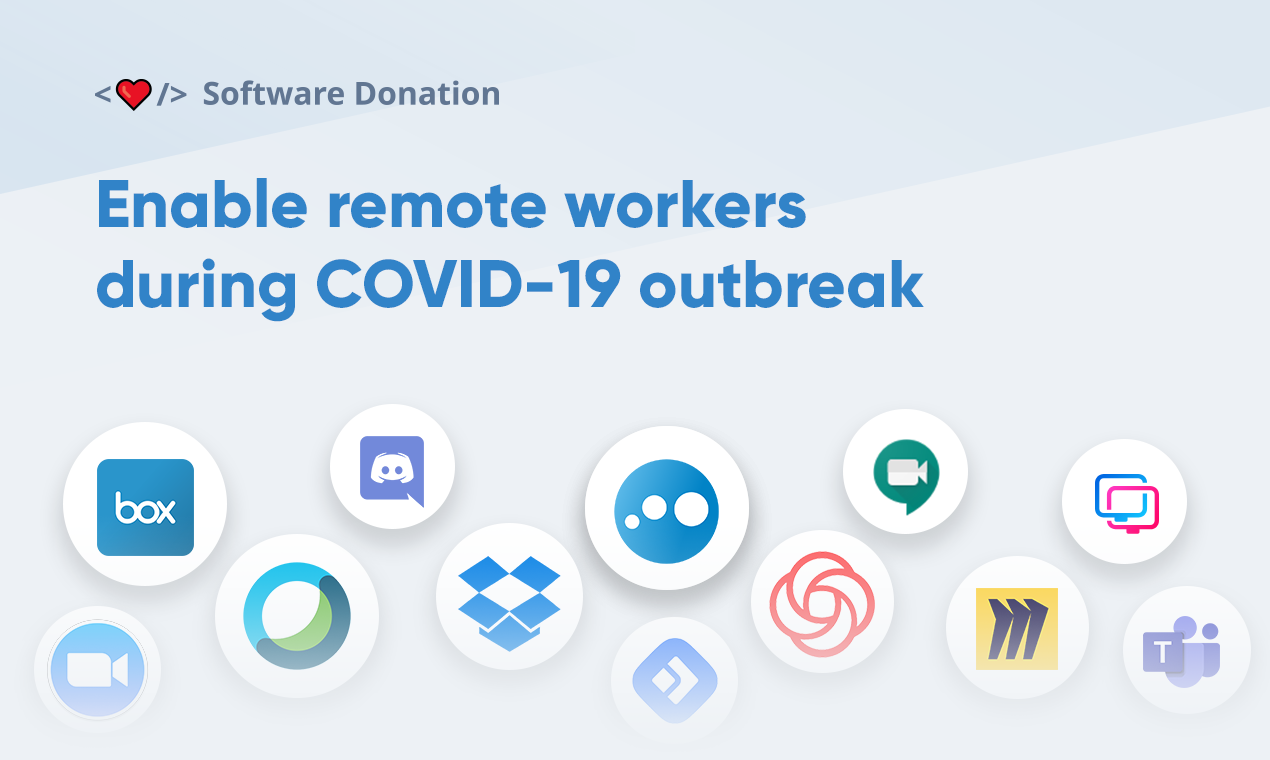 <❤/> Software Donation
Enable remote workers
during COVID-19 outbreak
box
T